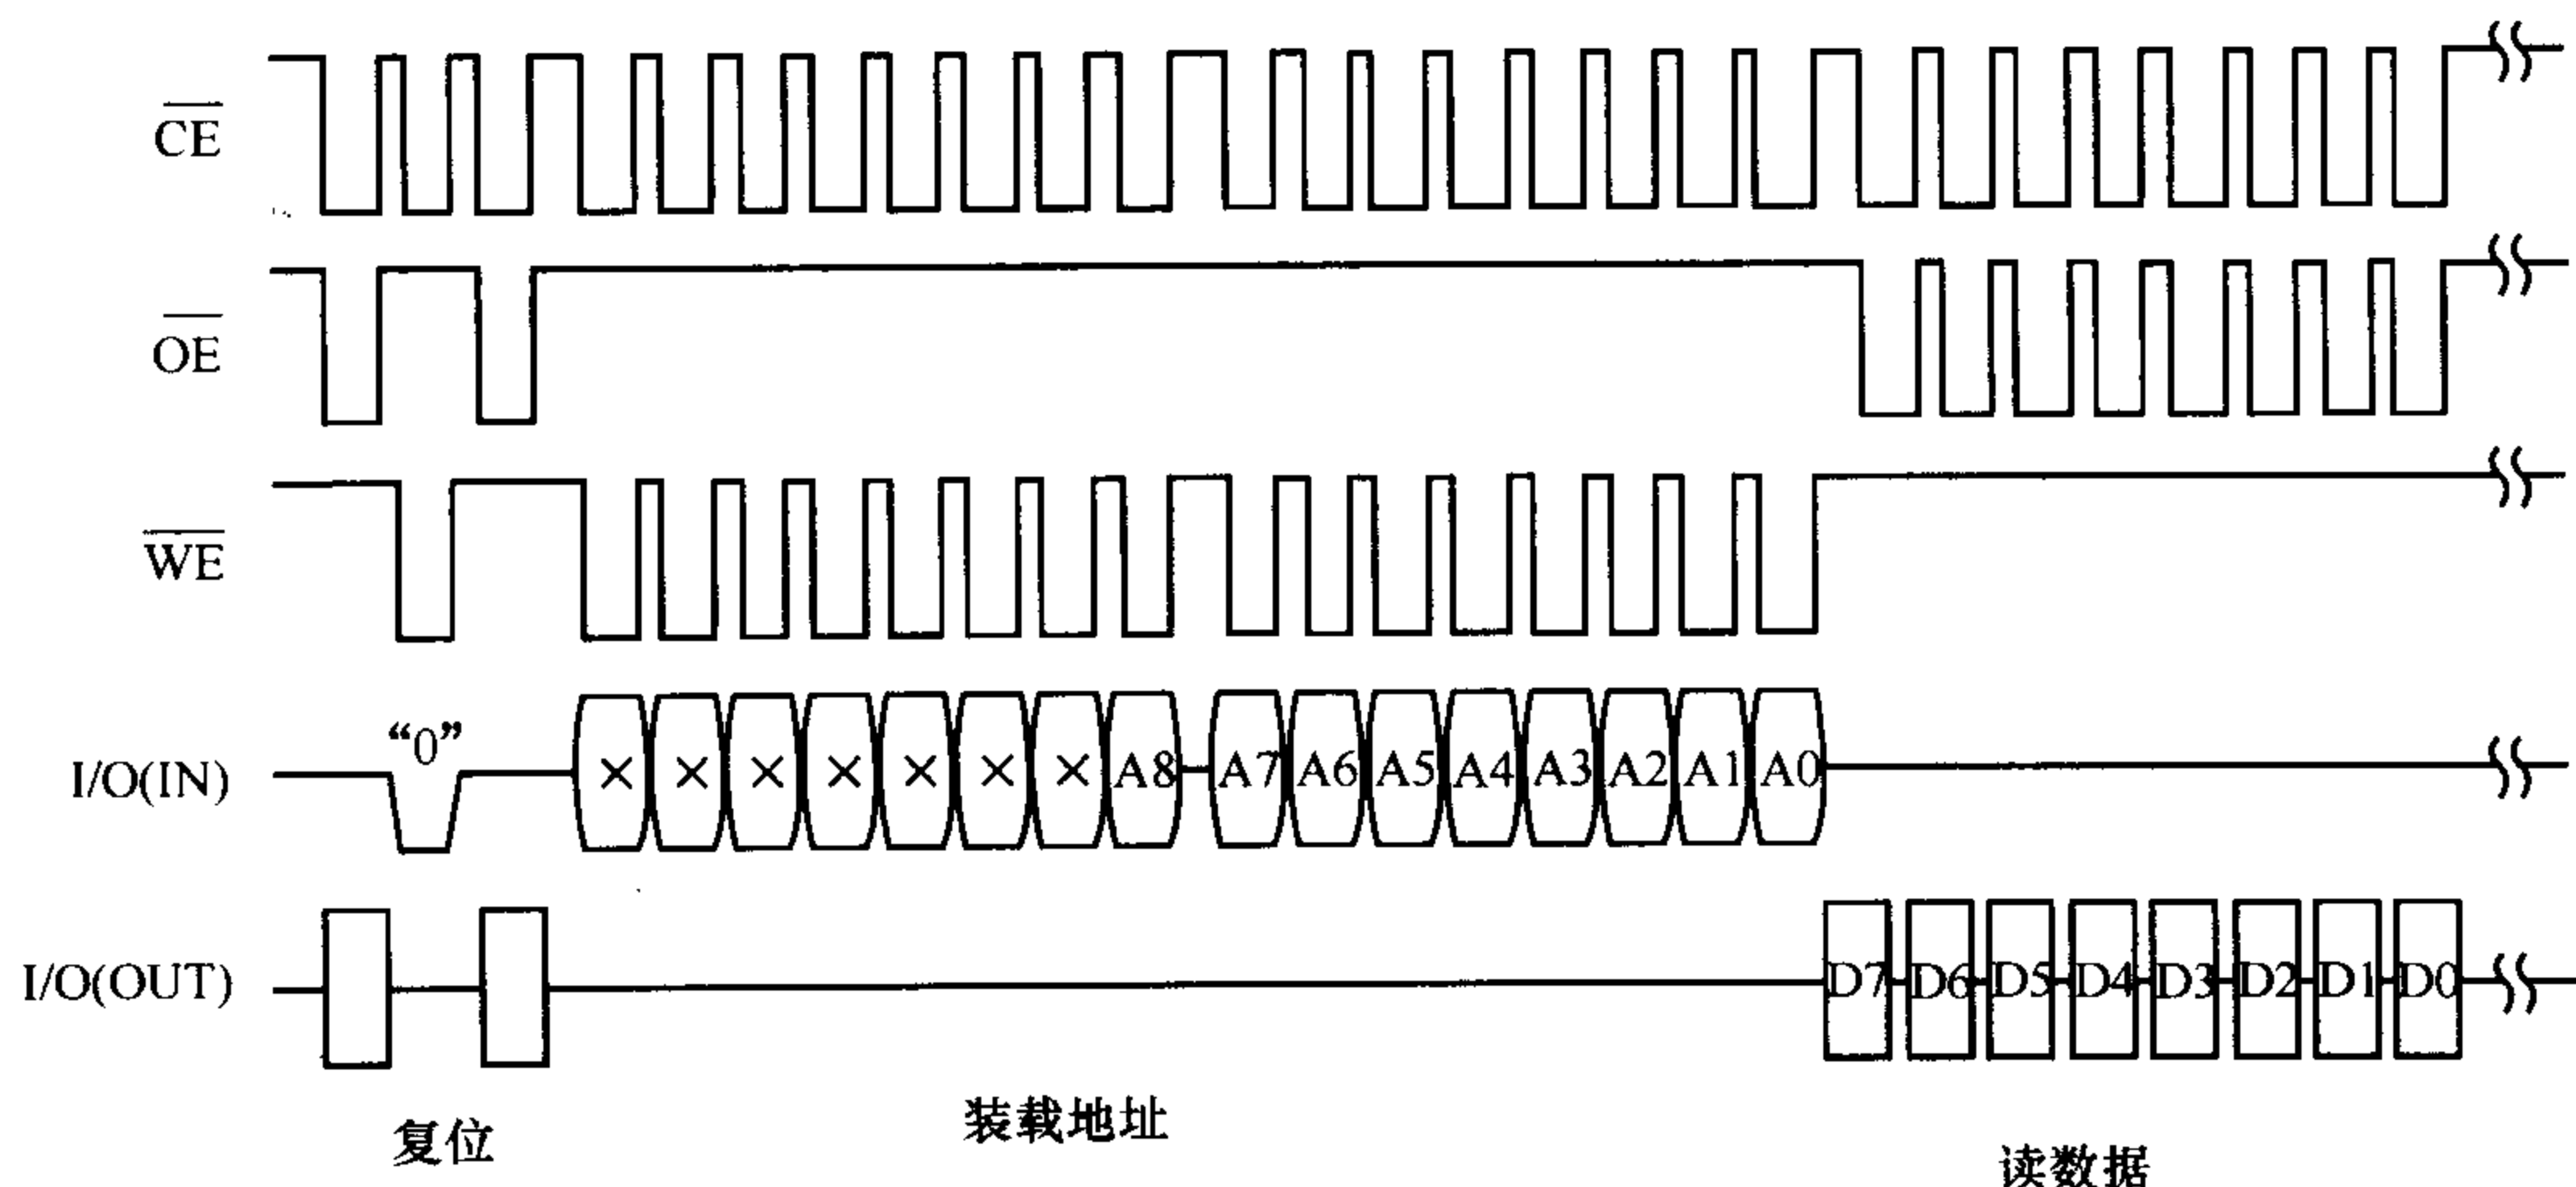 CE
OE
WE
I/O(IN) “0” × × × × × × × A8 A7 A6 A5 A4 A3 A2 A1 A0
I/O(OUT) D7 D6 D5 D4 D3 D2 D1 D0
复位 装载地址 读数据